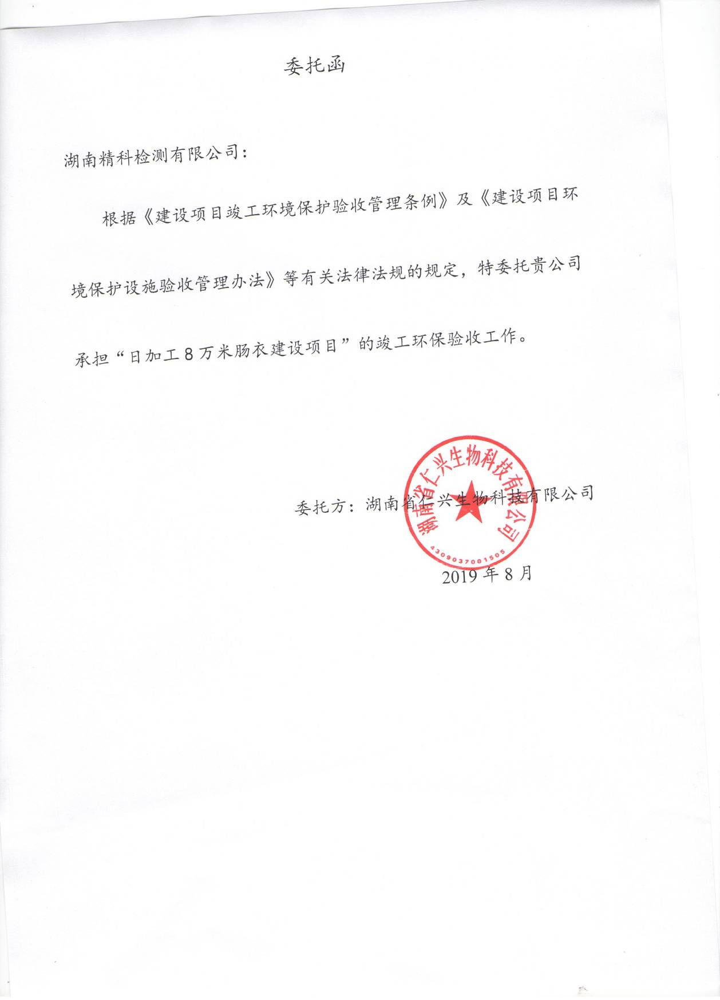 委托函
湖南精科检测有限公司：
根据《建设项目竣工环境保护验收管理条例》及《建设项目环
境保护设施验收管理办法》等有关法律法规的规定，特委托贵公司
承担“日加工8万米肠衣建设项目”的竣工环保验收工作。
湖南省仁兴生物科技有限公司
委托方：湖南省仁兴生物科技有限公司
4309037001505
2019年8月